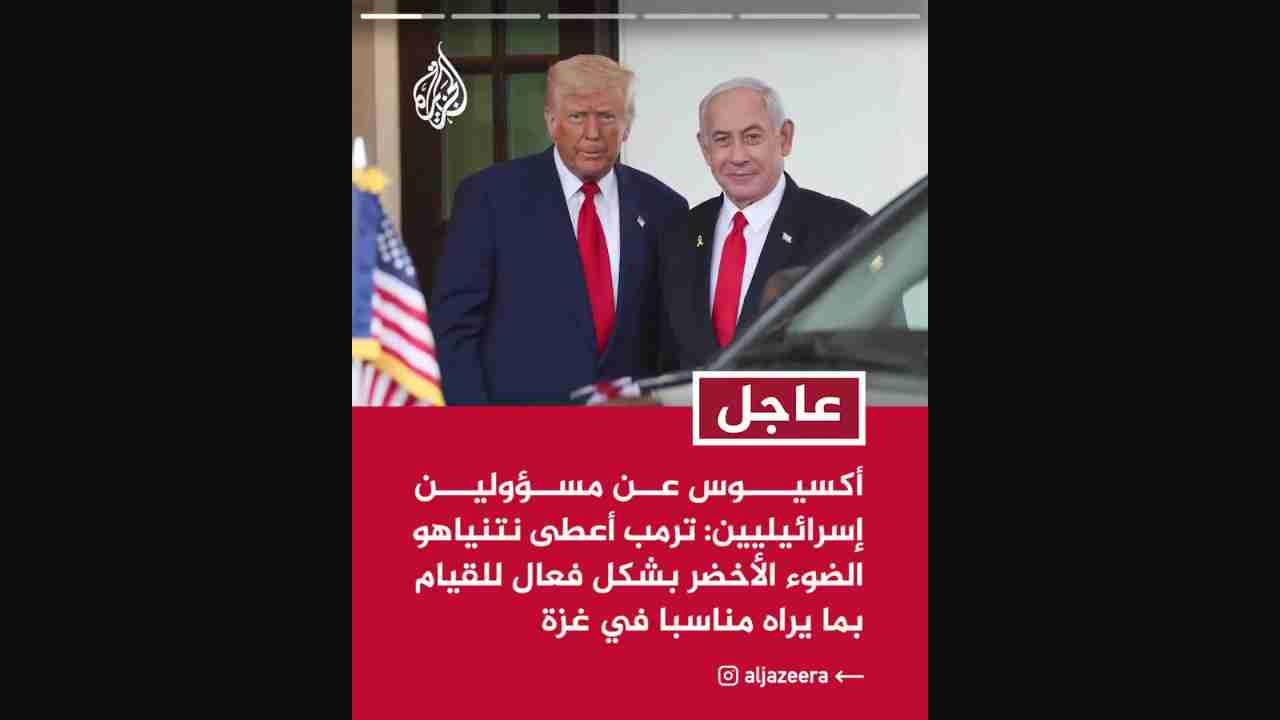 الجزيرة
عاجل
أكسيوس عن مسؤولين
إسرائيليين: ترمب أعطى نتنياهو
الضوء الأخضر بشكل فعال للقيام
بما يراه مناسبا في غزة
aljazeera